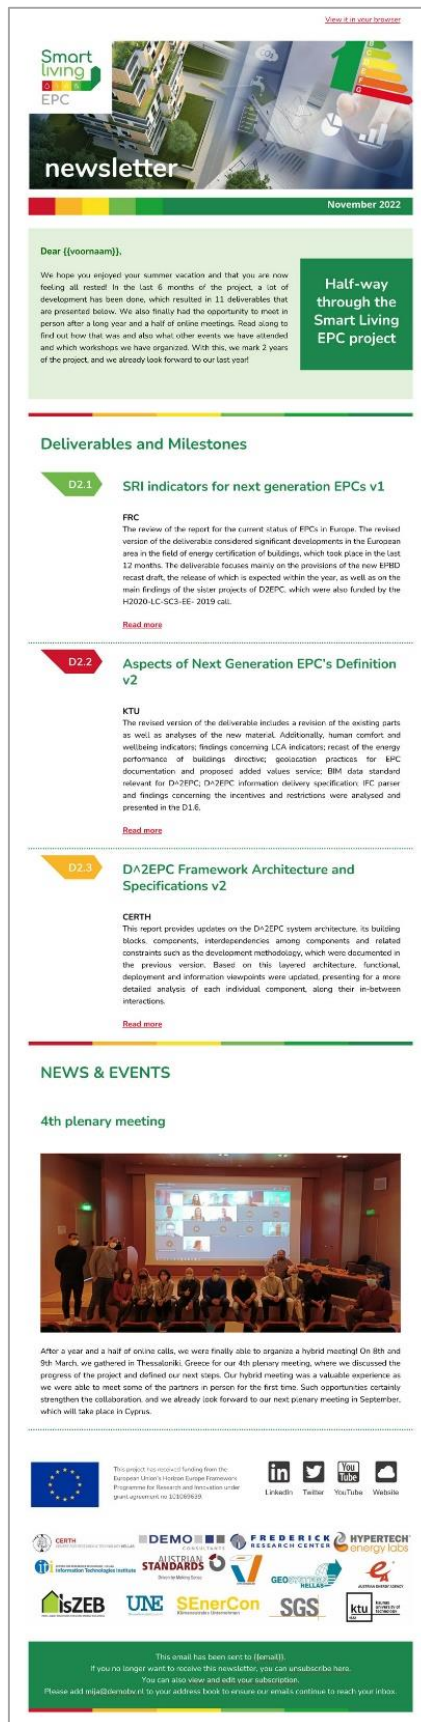 View it in your browser
Smart
living
EPC
newsletter
November 2022
Dear {{voornaam}},
We hope you enjoyed your summer vacation and that you are now
feeling all rested! In the last 6 months of the project, a lot of
development has been done, which resulted in 11 deliverables that
are presented below. We also finally had the opportunity to meet in
person after a long year and a half of online meetings. Read along to
find out how that was and also what other events we have attended
and which workshops we have organized. With this, we mark 2 years
of the project, and we already look forward to our last year!
Half-way
through the
Smart Living
EPC project
Deliverables and Milestones
D2.1
SRI indicators for next generation EPCs v1
FRC
The review of the report for the current status of EPCs in Europe. The revised
version of the deliverable considered significant developments in the European
area in the field of energy certification of buildings, which took place in the last
12 months. The deliverable focuses mainly on the provisions of the new EPBD
recast draft, the release of which is expected within the year, as well as on the
main findings of the sister projects of D2EPC, which were also funded by the
H2020-LC-SC3-EE- 2019 call.
Read more
D2.2
Aspects of Next Generation EPC's Definition
v2
KTU
The revised version of the deliverable includes a revision of the existing parts
as well as analyses of the new material. Additionally, human comfort and
wellbeing indicators; findings concerning LCA indicators; recast of the energy
performance of buildings directive; geolocation practices for EPC
documentation and proposed added values service; BIM data standard
relevant for D^2EPC; D^2EPC information delivery specification; IFC parser
and findings concerning the incentives and restrictions were analysed and
presented in the D1.6.
Read more
D2.3
D^2EPC Framework Architecture and
Specifications v2
CERTH
This report provides updates on the D^2EPC system architecture, its building
blocks, components, interdependencies among components and related
constraints such as the development methodology, which were documented in
the previous version. Based on this layered architecture, functional,
deployment and information viewpoints were updated, presenting for a more
detailed analysis of each individual component, along their in-between
interactions.
Read more
NEWS & EVENTS
4th plenary meeting
After a year and a half of online calls, we were finally able to organize a hybrid meeting! On 8th and
9th March, we gathered in Thessaloniki, Greece for our 4th plenary meeting, where we discussed the
progress of the project and defined our next steps. Our hybrid meeting was a valuable experience as
we were able to meet some of the partners in person for the first time. Such opportunities certainly
strengthen the collaboration, and we already look forward to our next plenary meeting in September,
which will take place in Cyprus.
This project has received funding from the
European Union's Horizon Europe Framework
Programme for Research and Innovation under
grant agreement no 101069639.
LinkedIn Twitter YouTube Website
CERTH
DEMO
CONSULTANTS
FREDERICK
RESEARCH CENTER
HYPERTECH
energy labs
Information Technologies Institute
AUSTRIAN
STANDARDS
GEOSYSTEMS
HELLAS
AUSTRIAN ENERGY AGENCY
isZEB
UNE
SEnerCon
SGS
ktu
This email has been sent to {{email}}.
If you no longer want to receive this newsletter, you can unsubscribe here.
You can also view and edit your subscription.
Please add mija@demobv.nl to your address book to ensure our emails continue to reach your inbox.